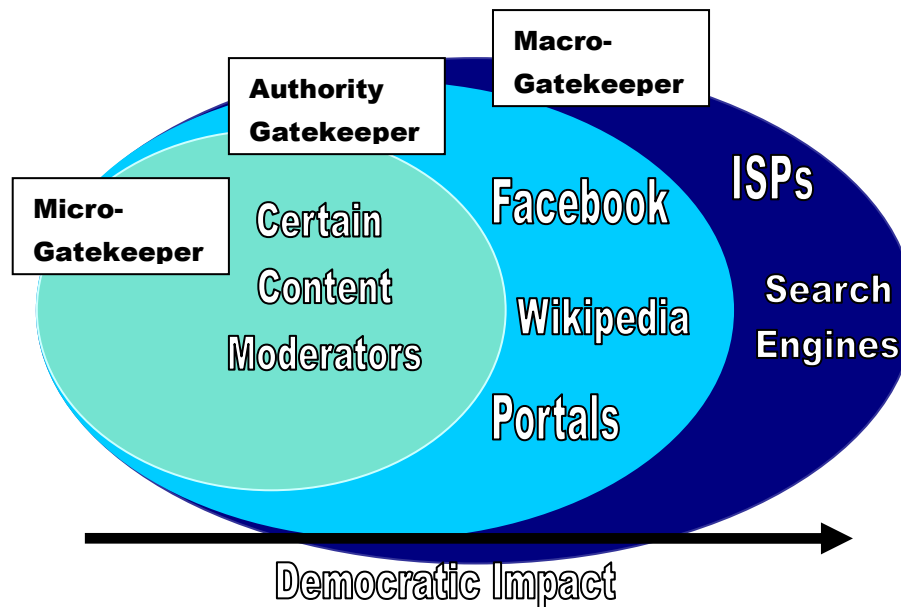 Macro-
Gatekeeper
Authority
Gatekeeper
Micro-
Gatekeeper
Certain
Content
Moderators
Facebook
Wikipedia
Portals
ISPs
Search
Engines
Democratic Impact